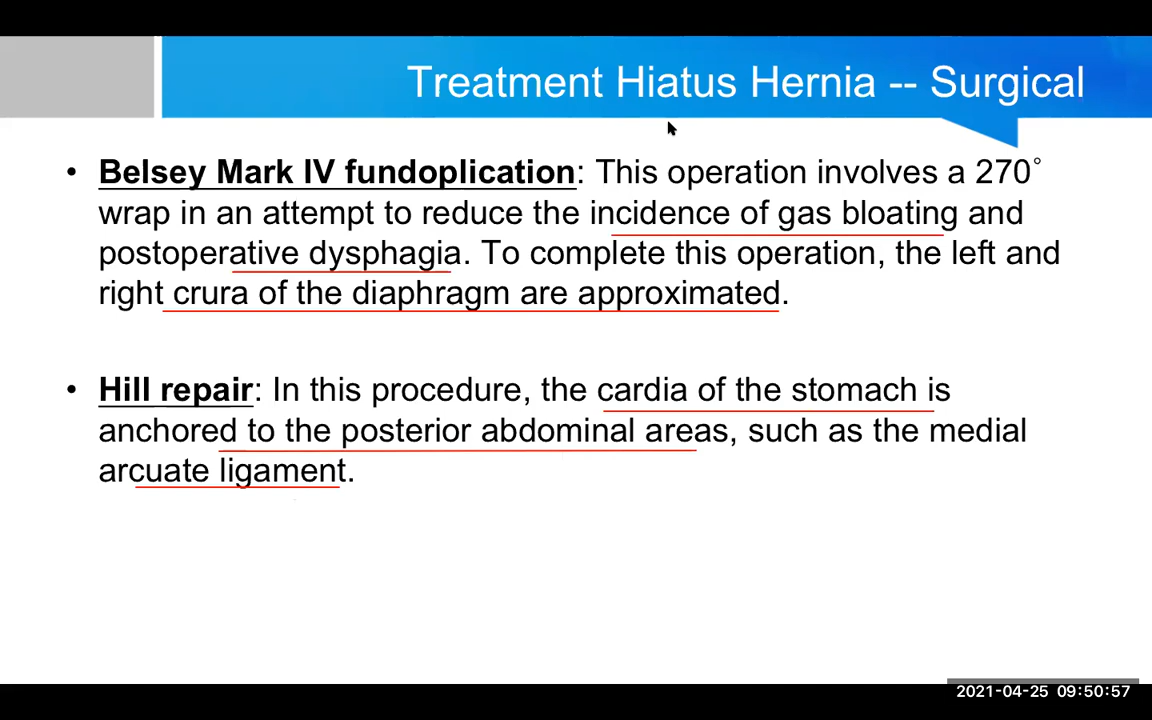 Treatment Hiatus Hernia -- Surgical
• Belsey Mark IV fundoplication: This operation involves a 270°
wrap in an attempt to reduce the incidence of gas bloating and
postoperative dysphagia. To complete this operation, the left and
right crura of the diaphragm are approximated.
• Hill repair: In this procedure, the cardia of the stomach is
anchored to the posterior abdominal areas, such as the medial
arcuate ligament.
2021-04-25 09:50:57